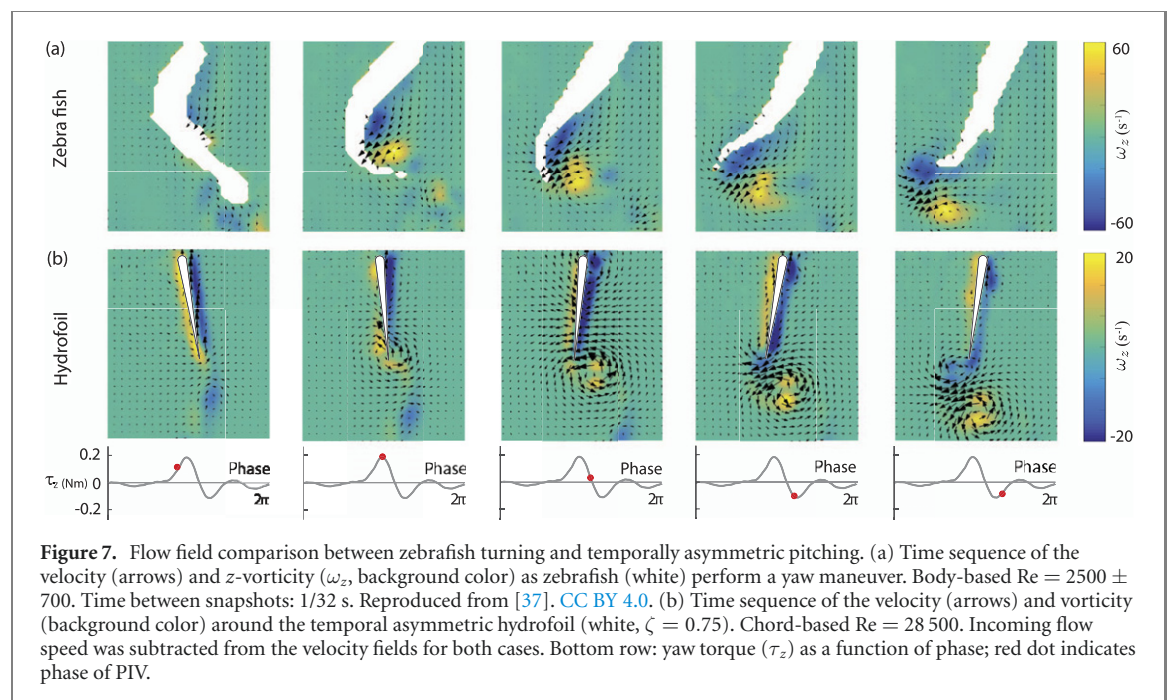 (a)
Zebra fish
60
ω_z (s⁻¹)
-60
(b)
Hydrofoil
20
ω_z (s⁻¹)
-20
0.2
τ_z (Nm) 0
-0.2
Phase
2π
Phase
2π
Phase
2π
Phase
2π
Phase
2π
Figure 7. Flow field comparison between zebrafish turning and temporally asymmetric pitching. (a) Time sequence of the
velocity (arrows) and z-vorticity (ω_z, background color) as zebrafish (white) perform a yaw maneuver. Body-based Re = 2500 ±
700. Time between snapshots: 1/32 s. Reproduced from [37]. CC BY 4.0. (b) Time sequence of the velocity (arrows) and vorticity
(background color) around the temporal asymmetric hydrofoil (white, ζ = 0.75). Chord-based Re = 28 500. Incoming flow
speed was subtracted from the velocity fields for both cases. Bottom row: yaw torque (τ_z) as a function of phase; red dot indicates
phase of PIV.